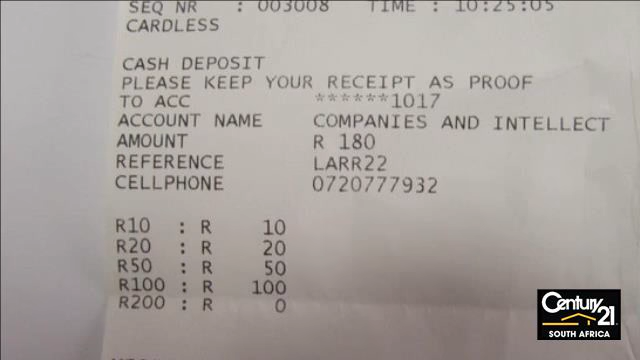 SEQ NR : 003008 TIME : 10:25:05
CARDLESS
CASH DEPOSIT
PLEASE KEEP YOUR RECEIPT AS PROOF
TO ACC ******1017
ACCOUNT NAME COMPANIES AND INTELLECT
AMOUNT R 180
REFERENCE LARR22
CELLPHONE 0720777932
R10 : R 10
R20 : R 20
R50 : R 50
R100 : R 100
R200 : R 0
Century 21
SOUTH AFRICA